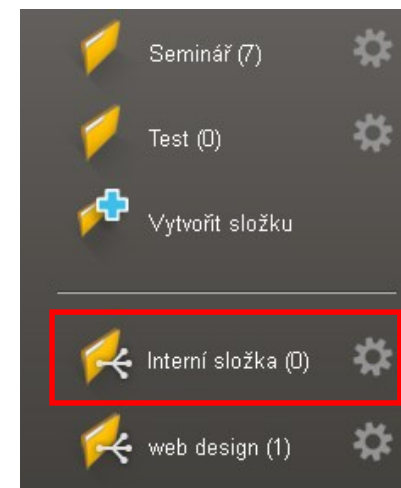 Seminář (7)
Test (0)
Vytvořit složku
Interní složka (0)
web design (1)